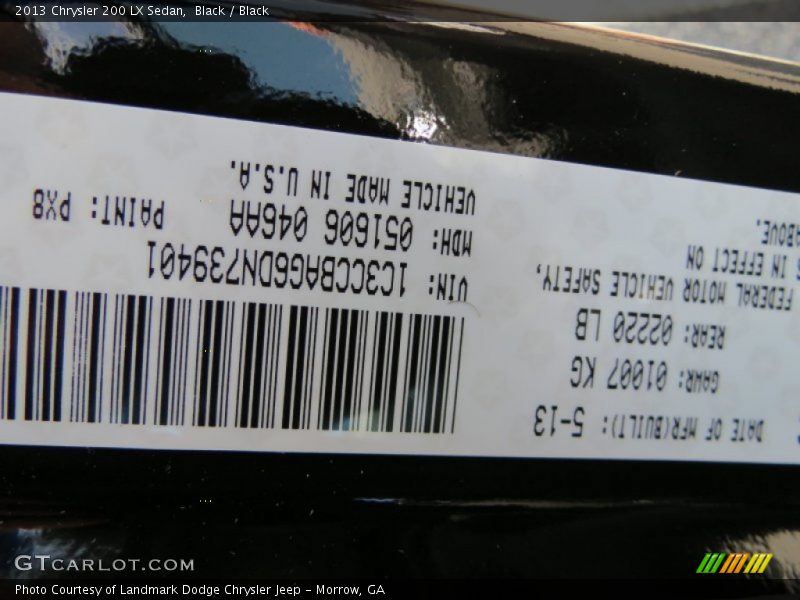 2013 Chrysler 200 LX Sedan,  Black / Black
DATE OF MFR(BUILT): 5-13
GAWR: 01007 KG
REAR: 02220 LB
FEDERAL MOTOR VEHICLE SAFETY,
IN EFFECT ON
ABOVE.
VIN: 1C3CCBAG6DN739401
MDH: 051606 046AA
PAINT: PX8
VEHICLE MADE IN U.S.A.
GTCARLOT.COM
Photo Courtesy of Landmark Dodge Chrysler Jeep - Morrow, GA